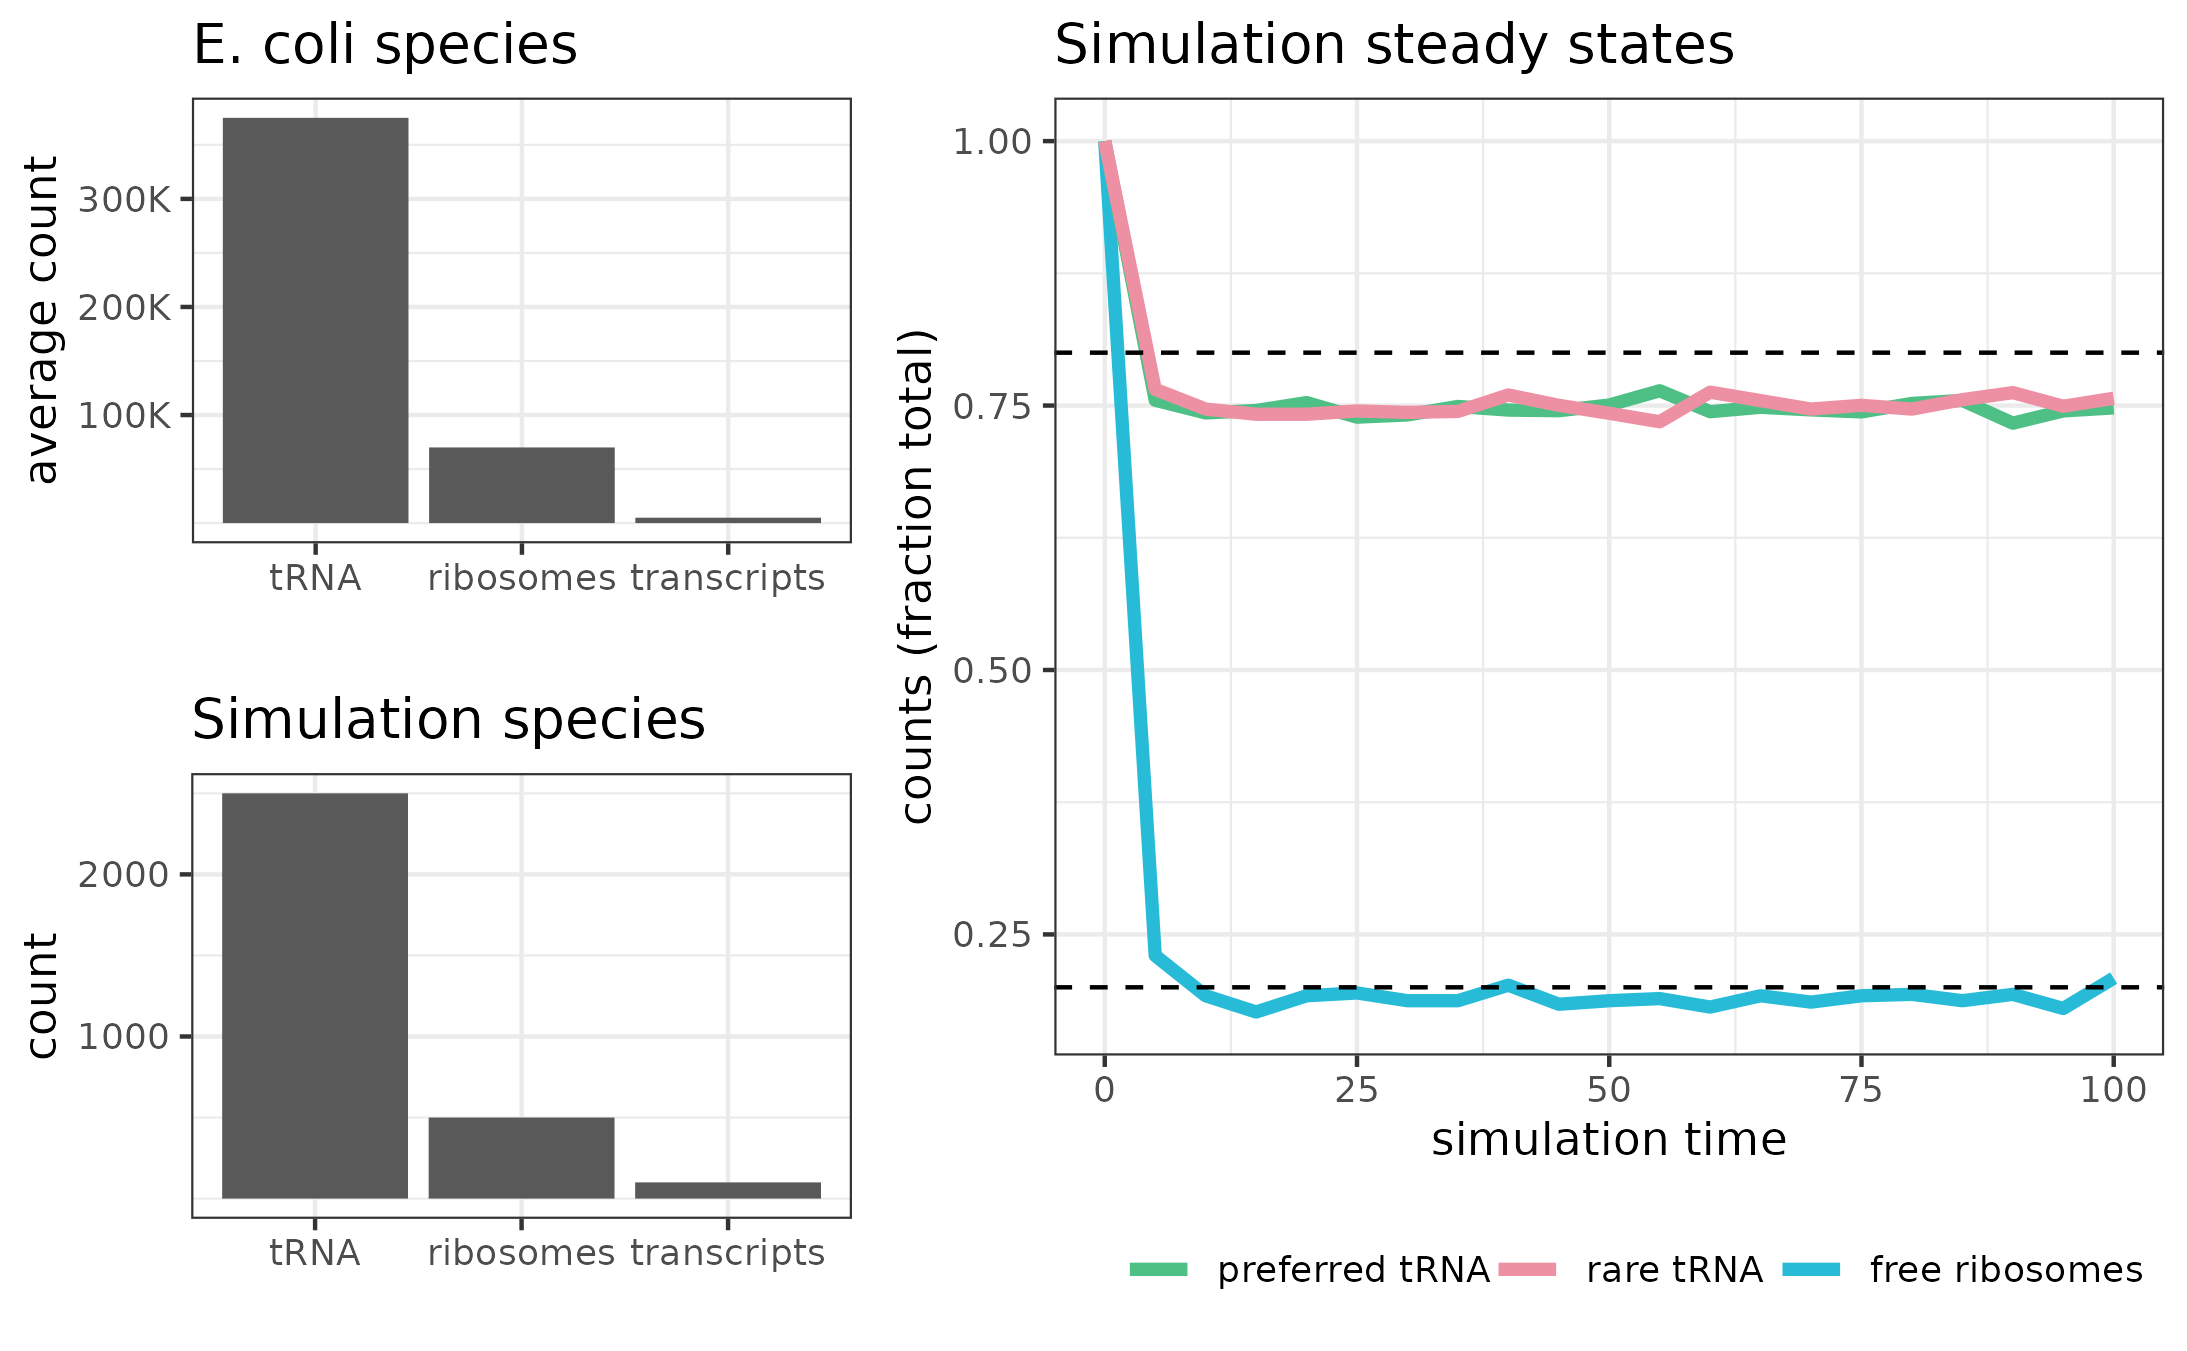 E. coli species
average count
300K
200K
100K
tRNA ribosomes transcripts
Simulation species
count
2000
1000
tRNA ribosomes transcripts
Simulation steady states
counts (fraction total)
1.00
0.75
0.50
0.25
0 25 50 75 100
simulation time
preferred tRNA rare tRNA free ribosomes